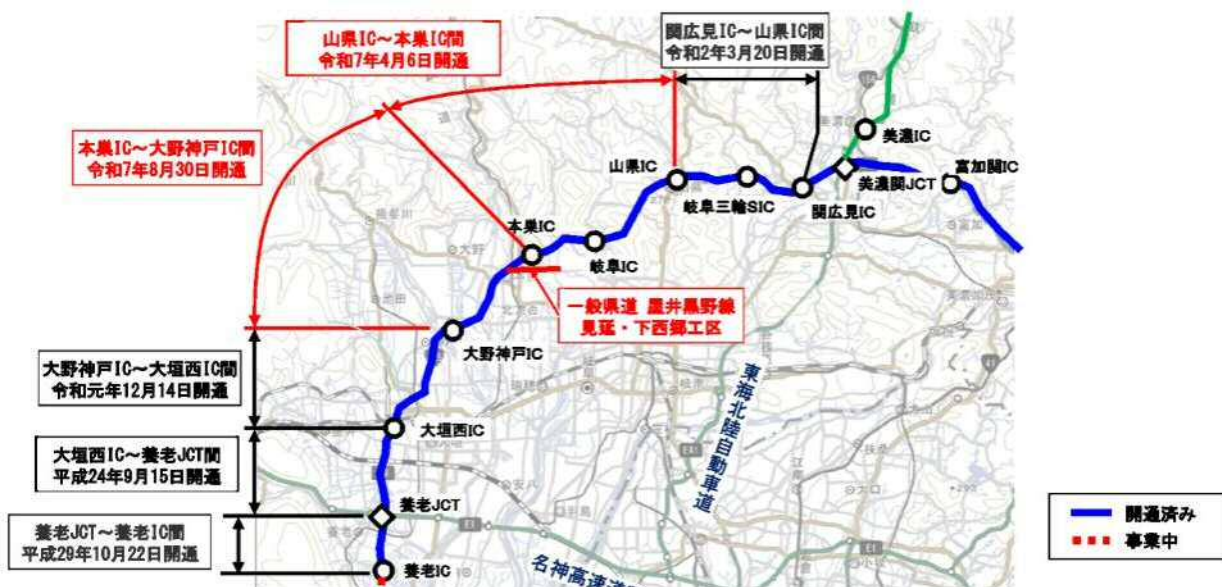 山県IC～本巣IC間
令和7年4月6日開通
関広見IC～山県IC間
令和2年3月20日開通
美濃IC
本巣IC～大野神戸IC間
令和7年8月30日開通
山県IC
富加関IC
美濃関JCT
岐阜三輪SIC
関広見IC
本巣IC
岐阜IC
富加
大野
一般県道 屋井黒野線
見延・下西郷工区
大野神戸IC
大野神戸IC～大垣西IC間
令和元年12月14日開通
東海北陸自動車道
大垣西IC
大垣西IC～養老JCT間
平成24年9月15日開通
養老JCT
開通済み
養老JCT～養老IC間
平成29年10月22日開通
事業中
養老IC
名神高速道